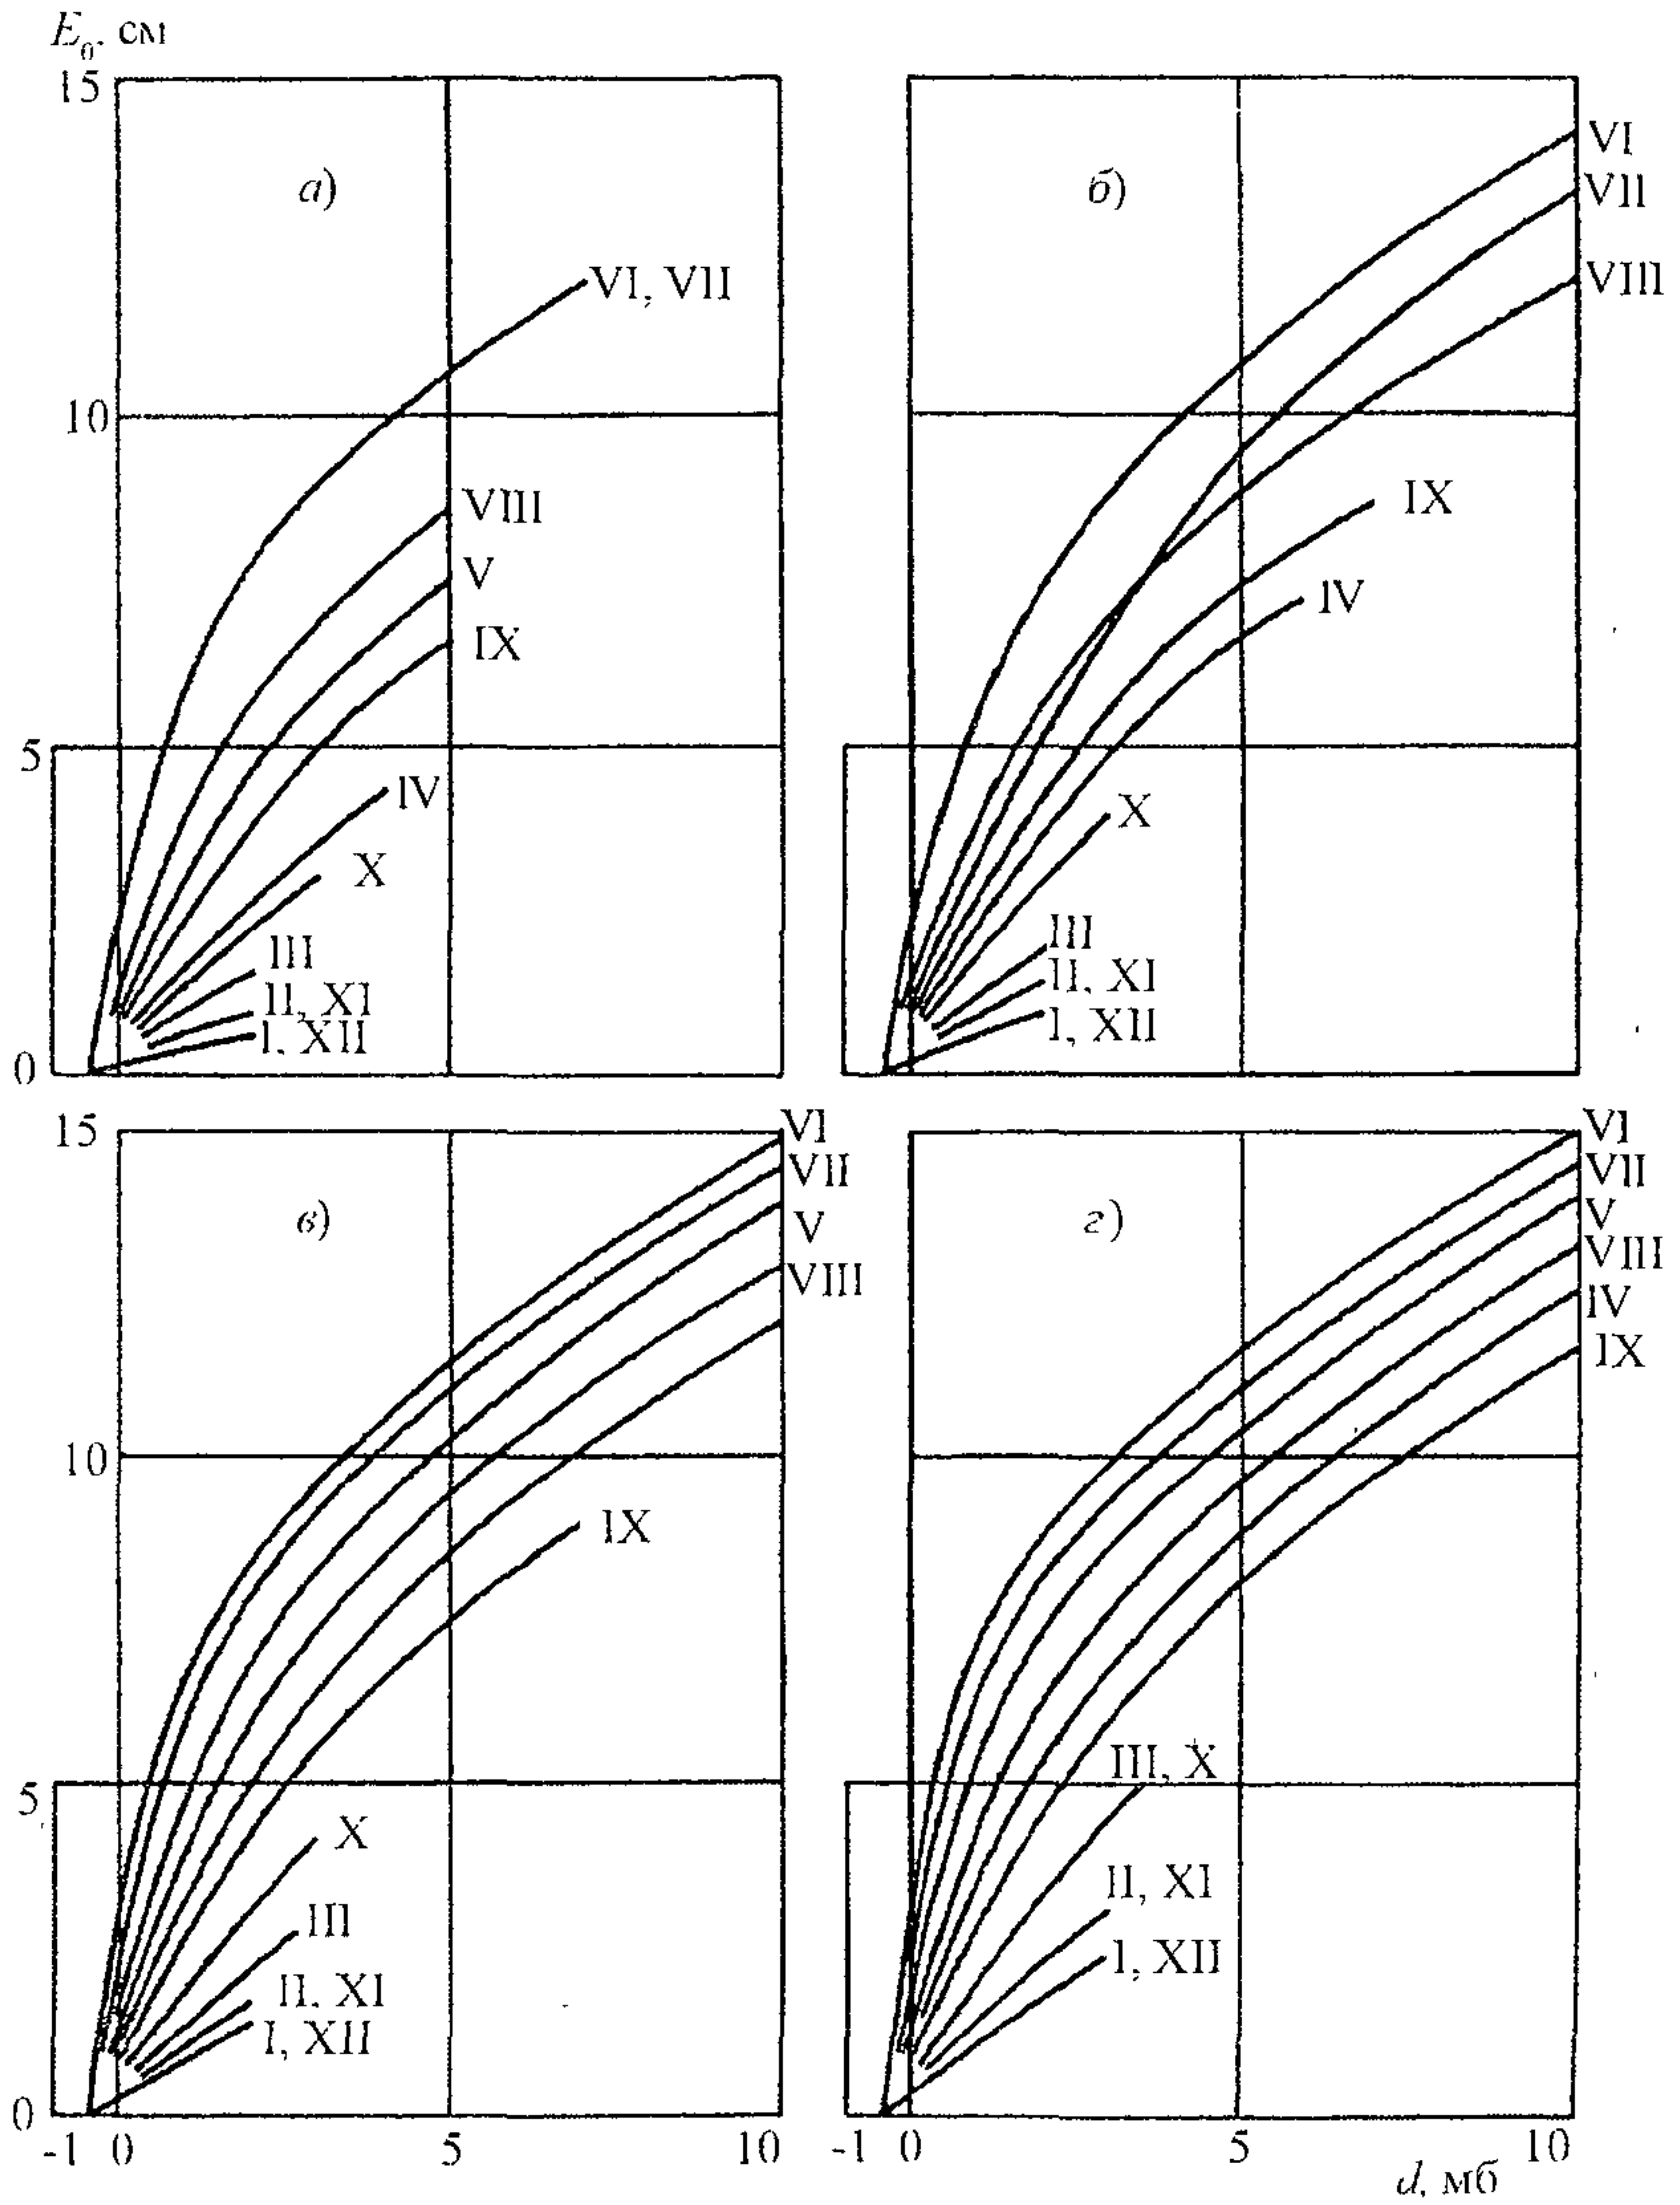 E₀, см
15
а)
б)
VI
VII
VI, VII
VIII
10
VIII
IX
V
IV
IX
5
IV
X
X
III
III
II, XI
II, XI
I, XII
I, XII
0
15
VI
VI
VII
VII
в)
г)
V
V
VIII
VIII
IV
IX
10
IX
III, X
5
X
II, XI
III
I, XII
II, XI
I, XII
0
-1 0 5 10 -1 0 5 10
d, мб